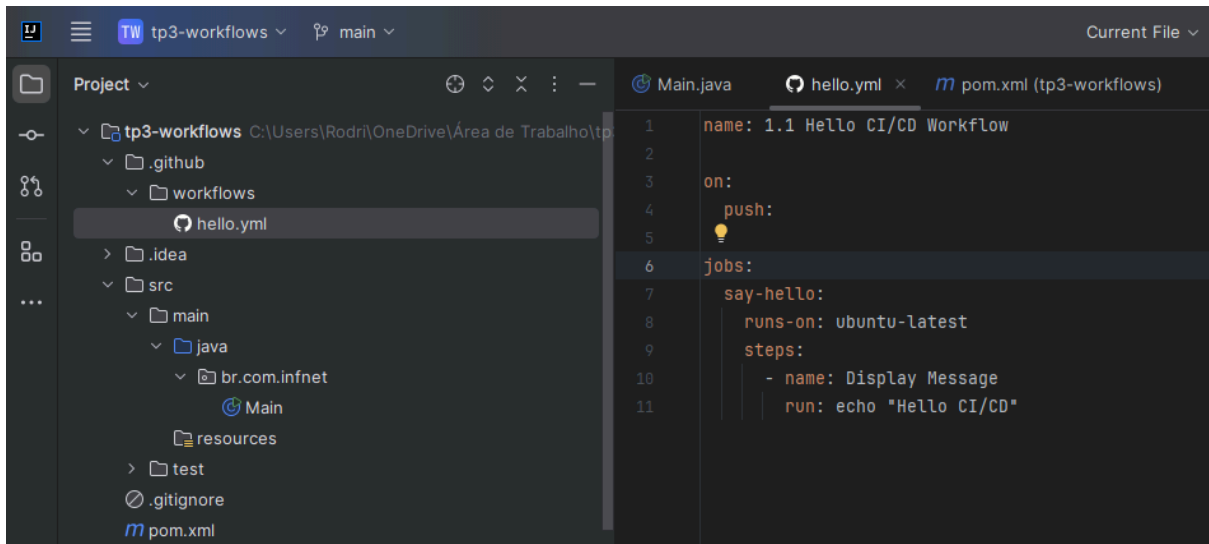 IJ
TW tp3-workflows main Current File
Project
Main.java hello.yml pom.xml (tp3-workflows)
tp3-workflows C:\Users\Rodri\OneDrive\Área de Trabalho\tp
.github
workflows
hello.yml
.idea
src
main
java
br.com.infnet
Main
resources
test
.gitignore
m pom.xml
1 name: 1.1 Hello CI/CD Workflow
2
3 on:
4 push:
5
6 jobs:
7 say-hello:
8 runs-on: ubuntu-latest
9 steps:
10 - name: Display Message
11 run: echo "Hello CI/CD"